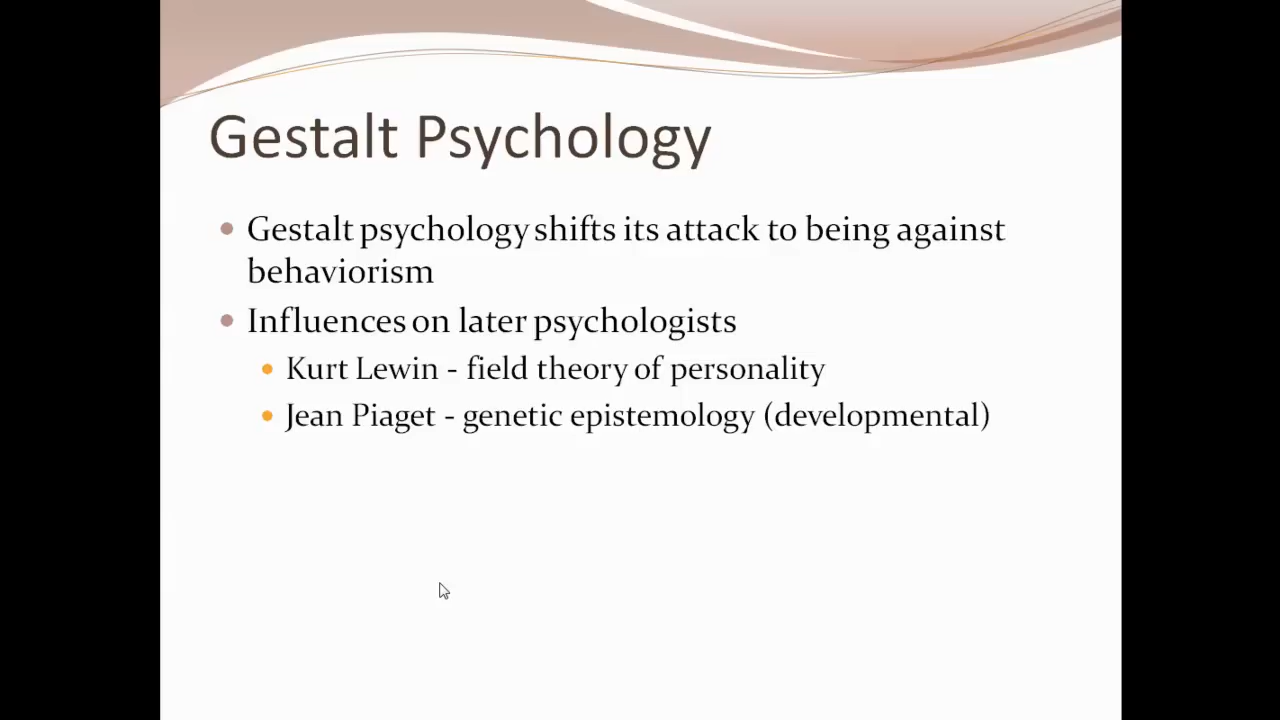 Gestalt Psychology
Gestalt psychology shifts its attack to being against
behaviorism
Influences on later psychologists
Kurt Lewin - field theory of personality
Jean Piaget - genetic epistemology (developmental)